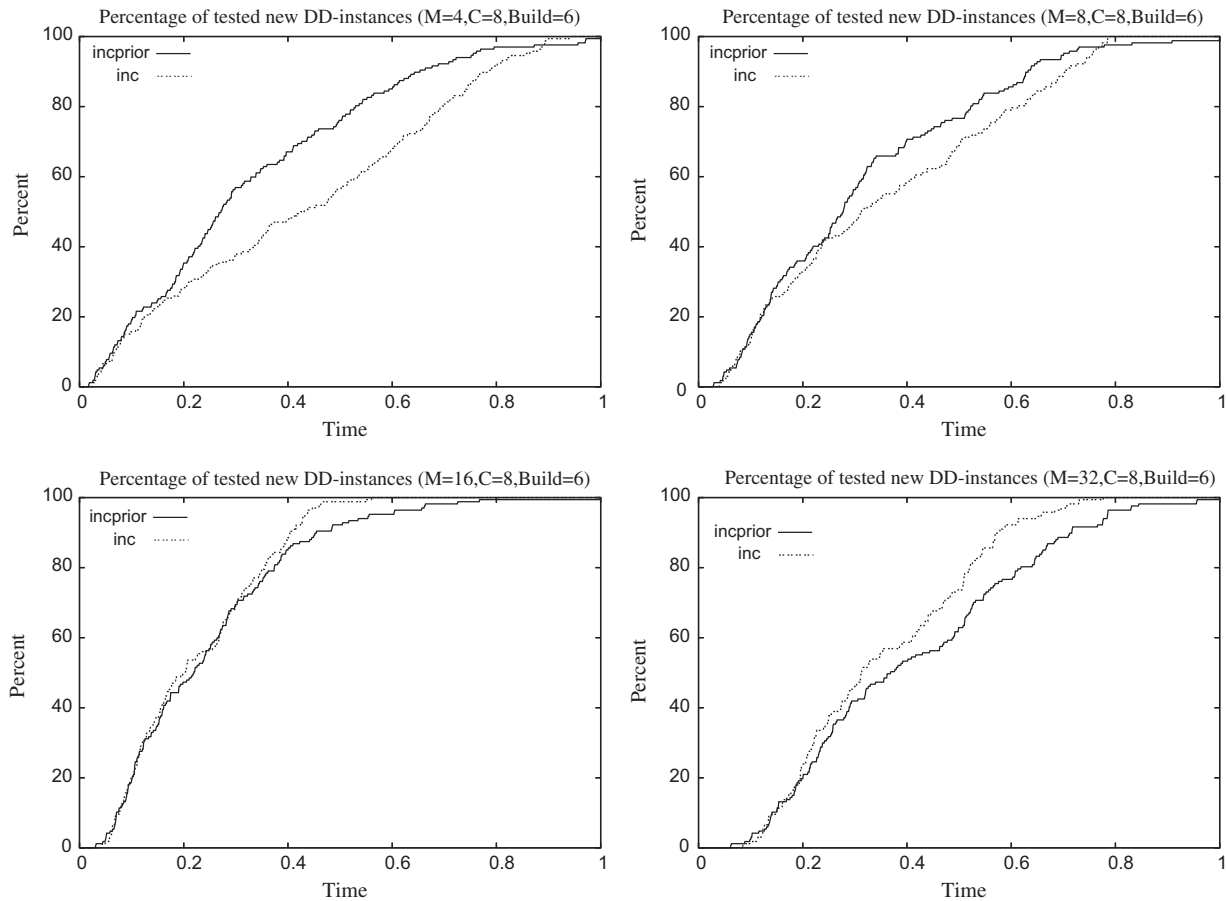 Percentage of tested new DD-instances (M=4,C=8,Build=6)
100
80
60
40
20
0
Percent
incprior
inc
0
0.2
0.4
0.6
0.8
1
Time
Percentage of tested new DD-instances (M=8,C=8,Build=6)
100
80
60
40
20
0
Percent
incprior
inc
0
0.2
0.4
0.6
0.8
1
Time
Percentage of tested new DD-instances (M=16,C=8,Build=6)
100
80
60
40
20
0
Percent
incprior
inc
0
0.2
0.4
0.6
0.8
1
Time
Percentage of tested new DD-instances (M=32,C=8,Build=6)
100
80
60
40
20
0
Percent
incprior
inc
0
0.2
0.4
0.6
0.8
1
Time